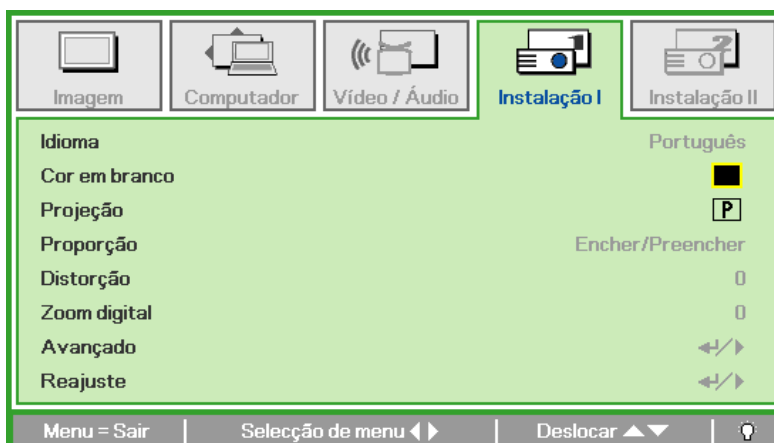 Imagem Computador Vídeo / Áudio Instalação I Instalação II
Idioma Português
Cor em branco
Projeção P
Proporção Encher/Preencher
Distorção 0
Zoom digital 0
Avançado ↵/▶
Reajuste ↵/▶
Menu = Sair Selecção de menu ◀▶ Deslocar ▲▼